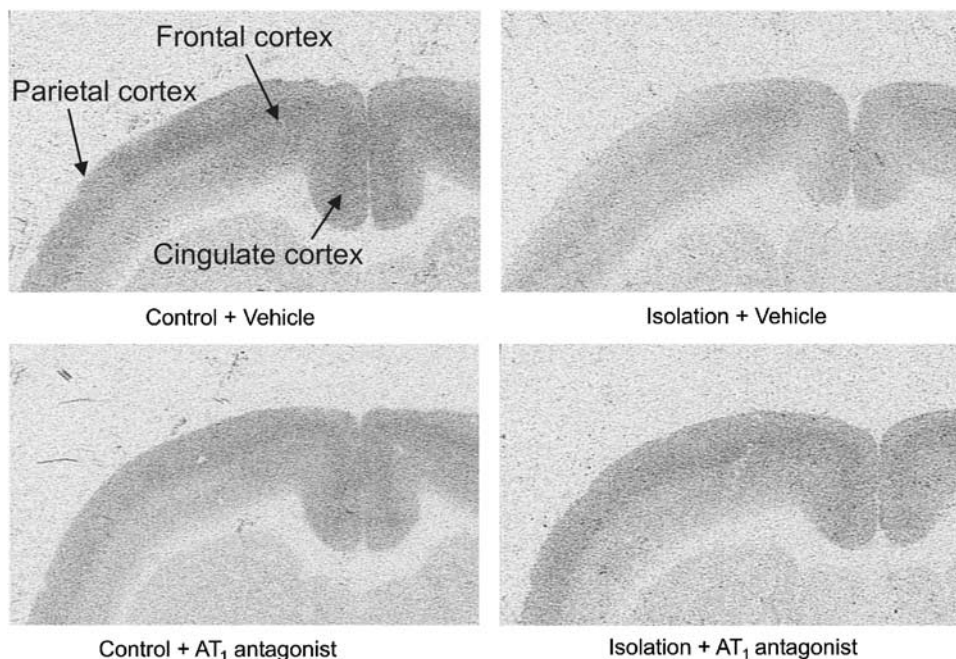 Frontal cortex
Parietal cortex
Cingulate cortex
Control + Vehicle
Isolation + Vehicle
Control + AT₁ antagonist
Isolation + AT₁ antagonist